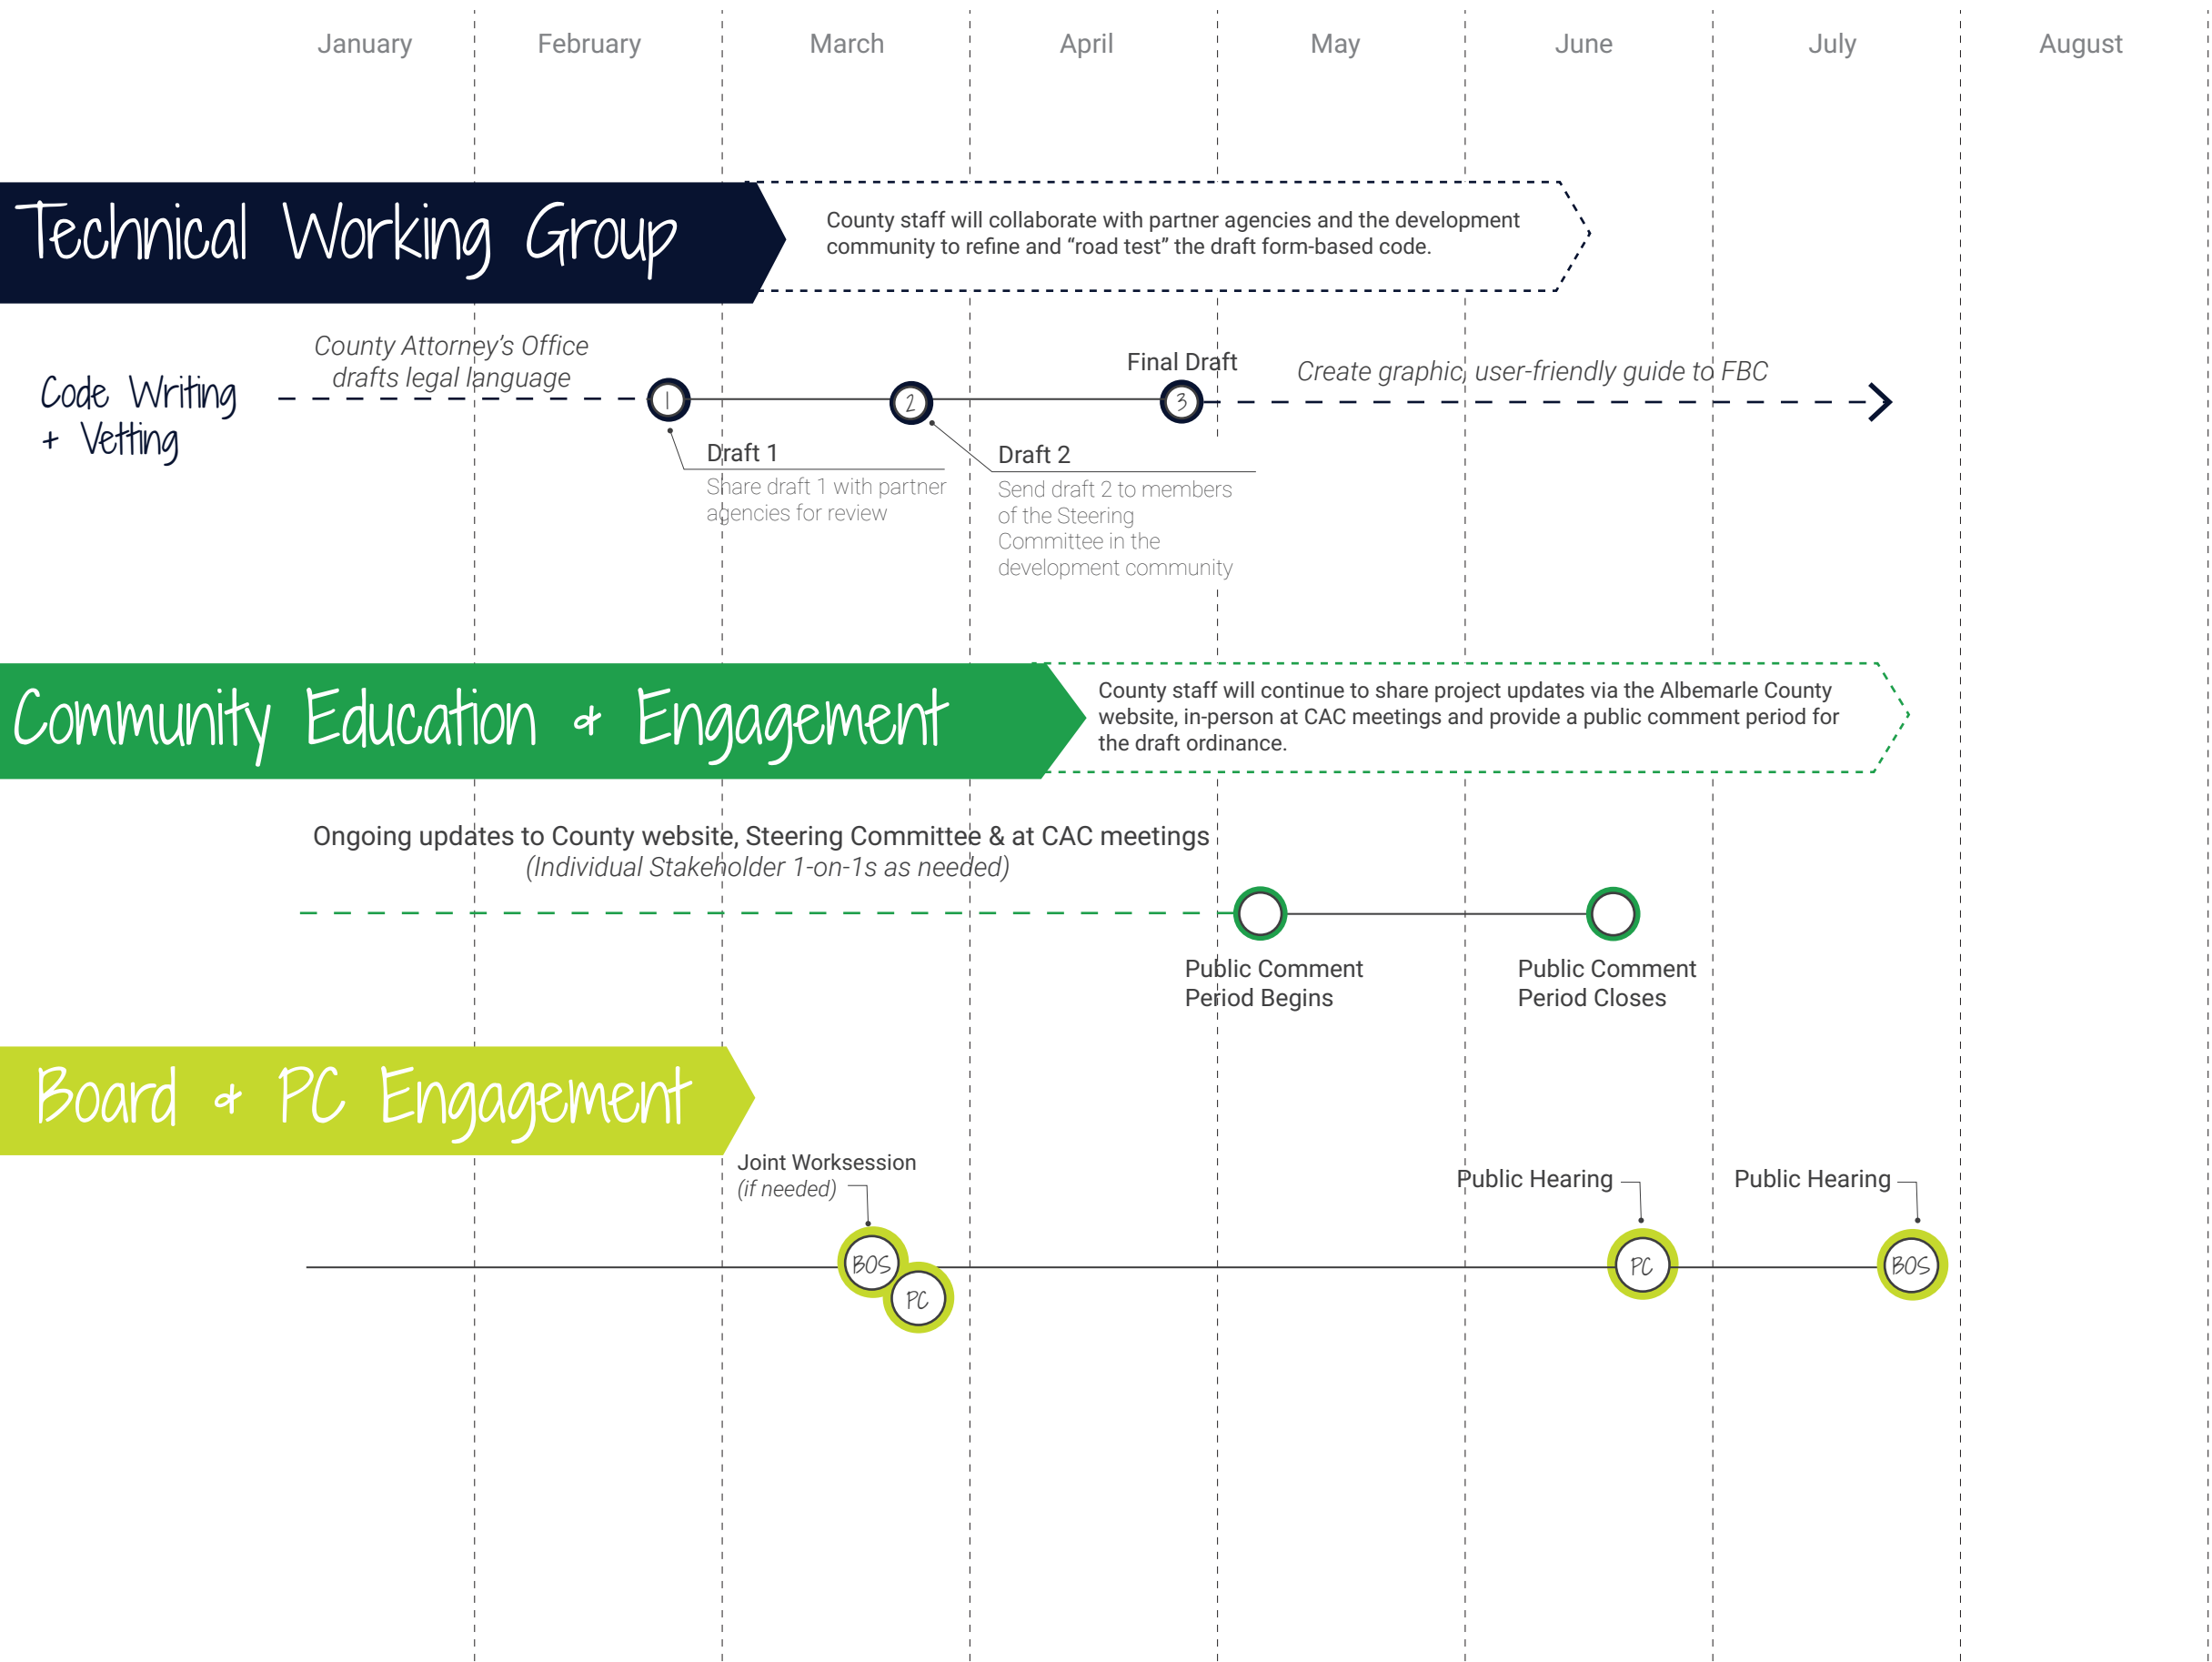 January February March April May June July August
Technical Working Group
County staff will collaborate with partner agencies and the development
community to refine and “road test” the draft form-based code.
Code Writing
+ Vetting
County Attorney’s Office
drafts legal language
1
2
Final Draft
3
Create graphic, user-friendly guide to FBC
Draft 1
Share draft 1 with partner
agencies for review
Draft 2
Send draft 2 to members
of the Steering
Committee in the
development community
Community Education & Engagement
County staff will continue to share project updates via the Albemarle County
website, in-person at CAC meetings and provide a public comment period for
the draft ordinance.
Ongoing updates to County website, Steering Committee & at CAC meetings
(Individual Stakeholder 1-on-1s as needed)
Public Comment
Period Begins
Public Comment
Period Closes
Board & PC Engagement
Joint Worksession
(if needed)
BOS
PC
Public Hearing
PC
Public Hearing
BOS